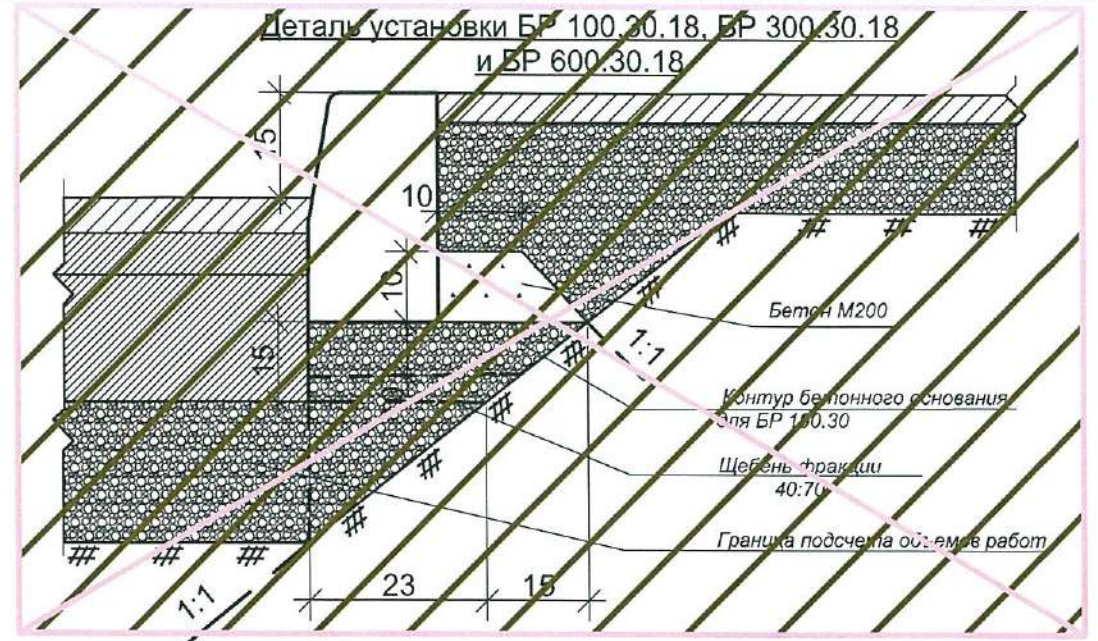 Деталь установки БР 100.30.18, БР 300.30.18
и БР 600.30.18
15
10
10
Бетон М200
15
1:1
Контур бетонного основания
для БР 100.30
Щебень фракции
40:70
Граница подсчета объемов работ
23
15
1:1